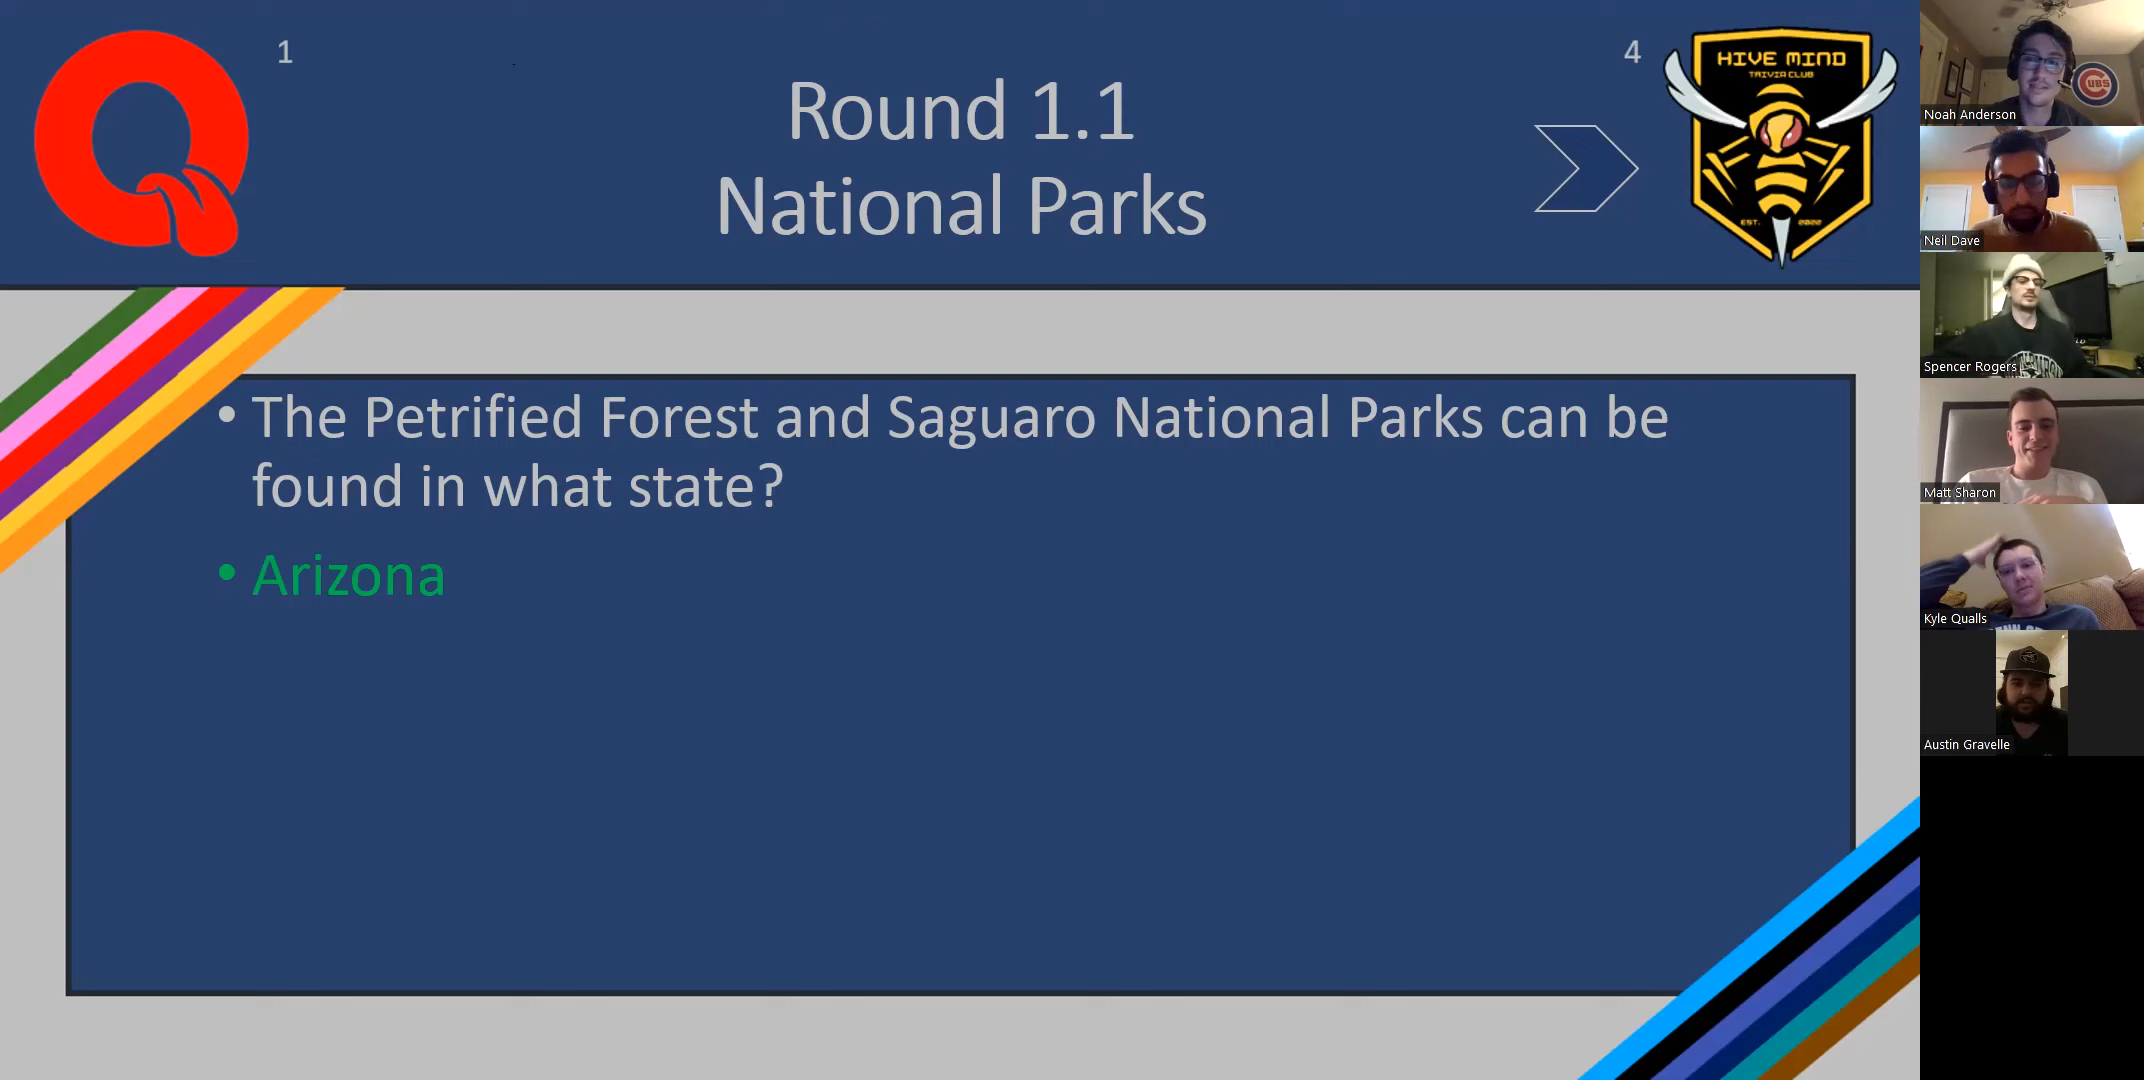 1
4
HIVE MIND
TRIVIA CLUB
EST. 2022
Round 1.1
National Parks
• The Petrified Forest and Saguaro National Parks can be
found in what state?
• Arizona
CUBS
Noah Anderson
Neil Dave
Spencer Rogers
Matt Sharon
Kyle Qualls
Austin Gravelle